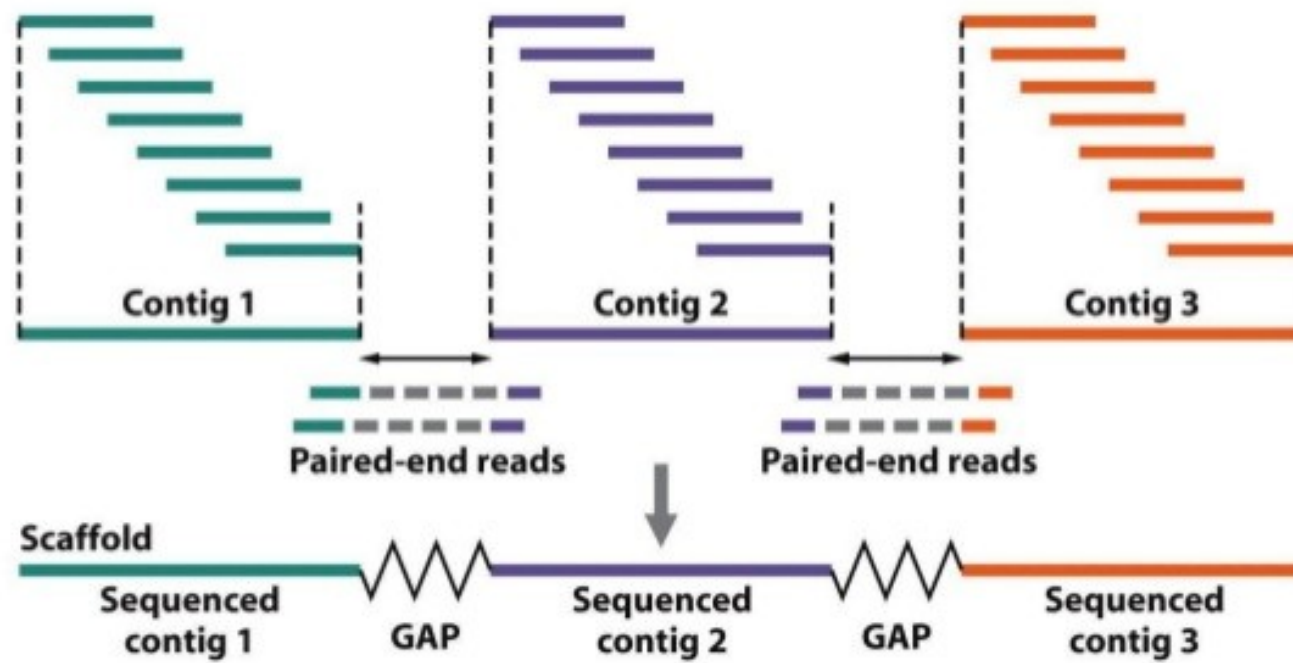 Contig 1
Contig 2
Contig 3
Paired-end reads
Paired-end reads
Scaffold
Sequenced
contig 1
GAP
Sequenced
contig 2
GAP
Sequenced
contig 3